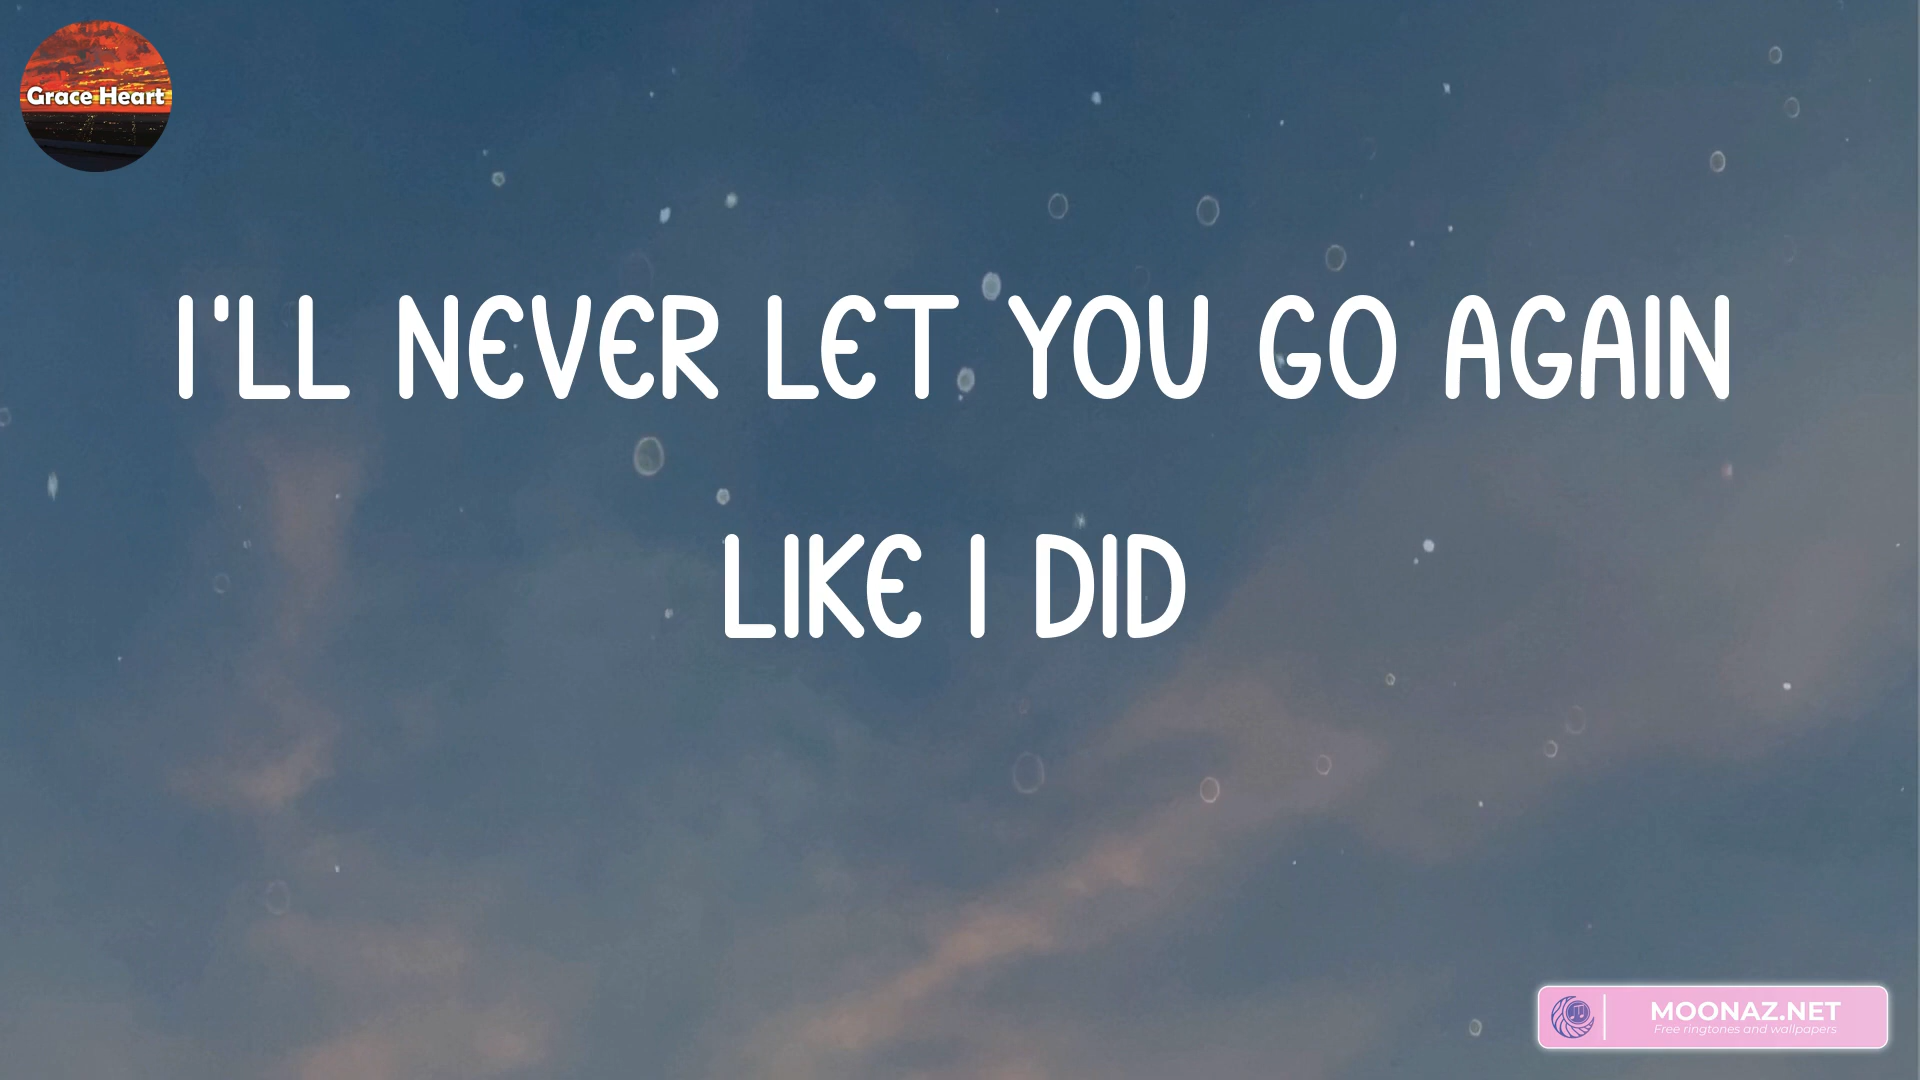 Grace Heart
I'LL NEVER LET YOU GO AGAIN
LIKE I DID
MOONAZ.NET
Free ringtones and wallpapers